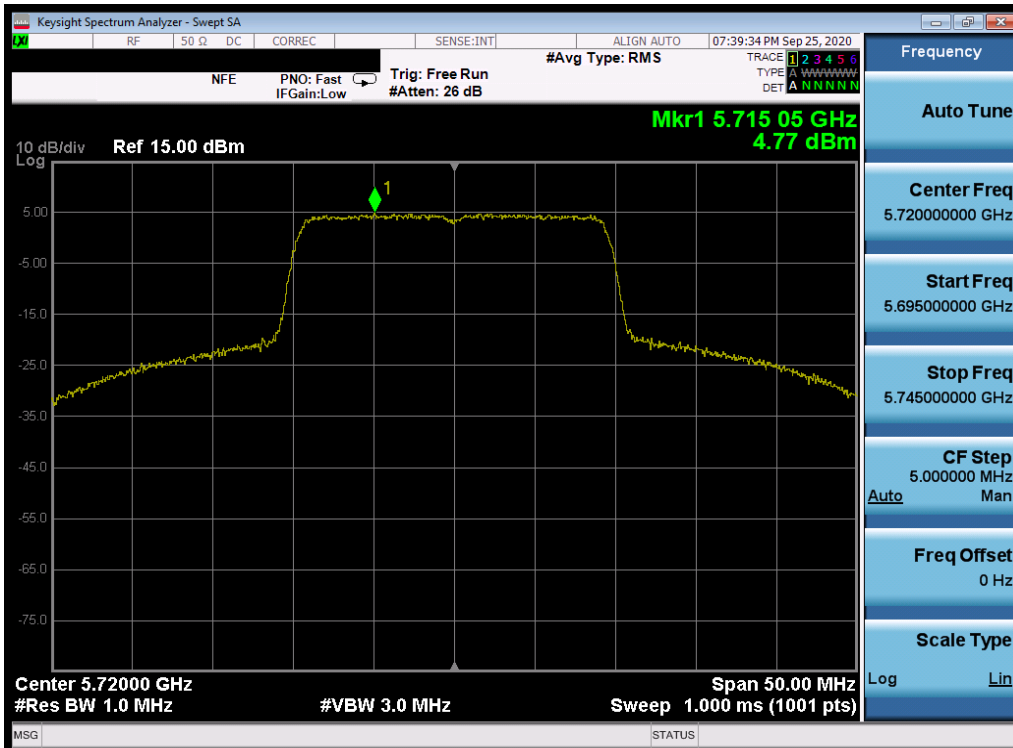 Keysight Spectrum Analyzer - Swept SA
LXI RF 50 Ω DC CORREC SENSE:INT ALIGN AUTO 07:39:34 PM Sep 25, 2020
NFE PNO: Fast Trig: Free Run #Avg Type: RMS TRACE 1 2 3 4 5 6
IFGain:Low #Atten: 26 dB TYPE A WWWWW
DET A N N N N N
Mkr1 5.715 05 GHz
4.77 dBm
10 dB/div Ref 15.00 dBm
Log
1
5.00
-5.00
-15.0
-25.0
-35.0
-45.0
-55.0
-65.0
-75.0
Center 5.72000 GHz Span 50.00 MHz
#Res BW 1.0 MHz #VBW 3.0 MHz Sweep 1.000 ms (1001 pts)
MSG STATUS
Frequency
Auto Tune
Center Freq
5.720000000 GHz
Start Freq
5.695000000 GHz
Stop Freq
5.745000000 GHz
CF Step
5.000000 MHz
Auto Man
Freq Offset
0 Hz
Scale Type
Log Lin